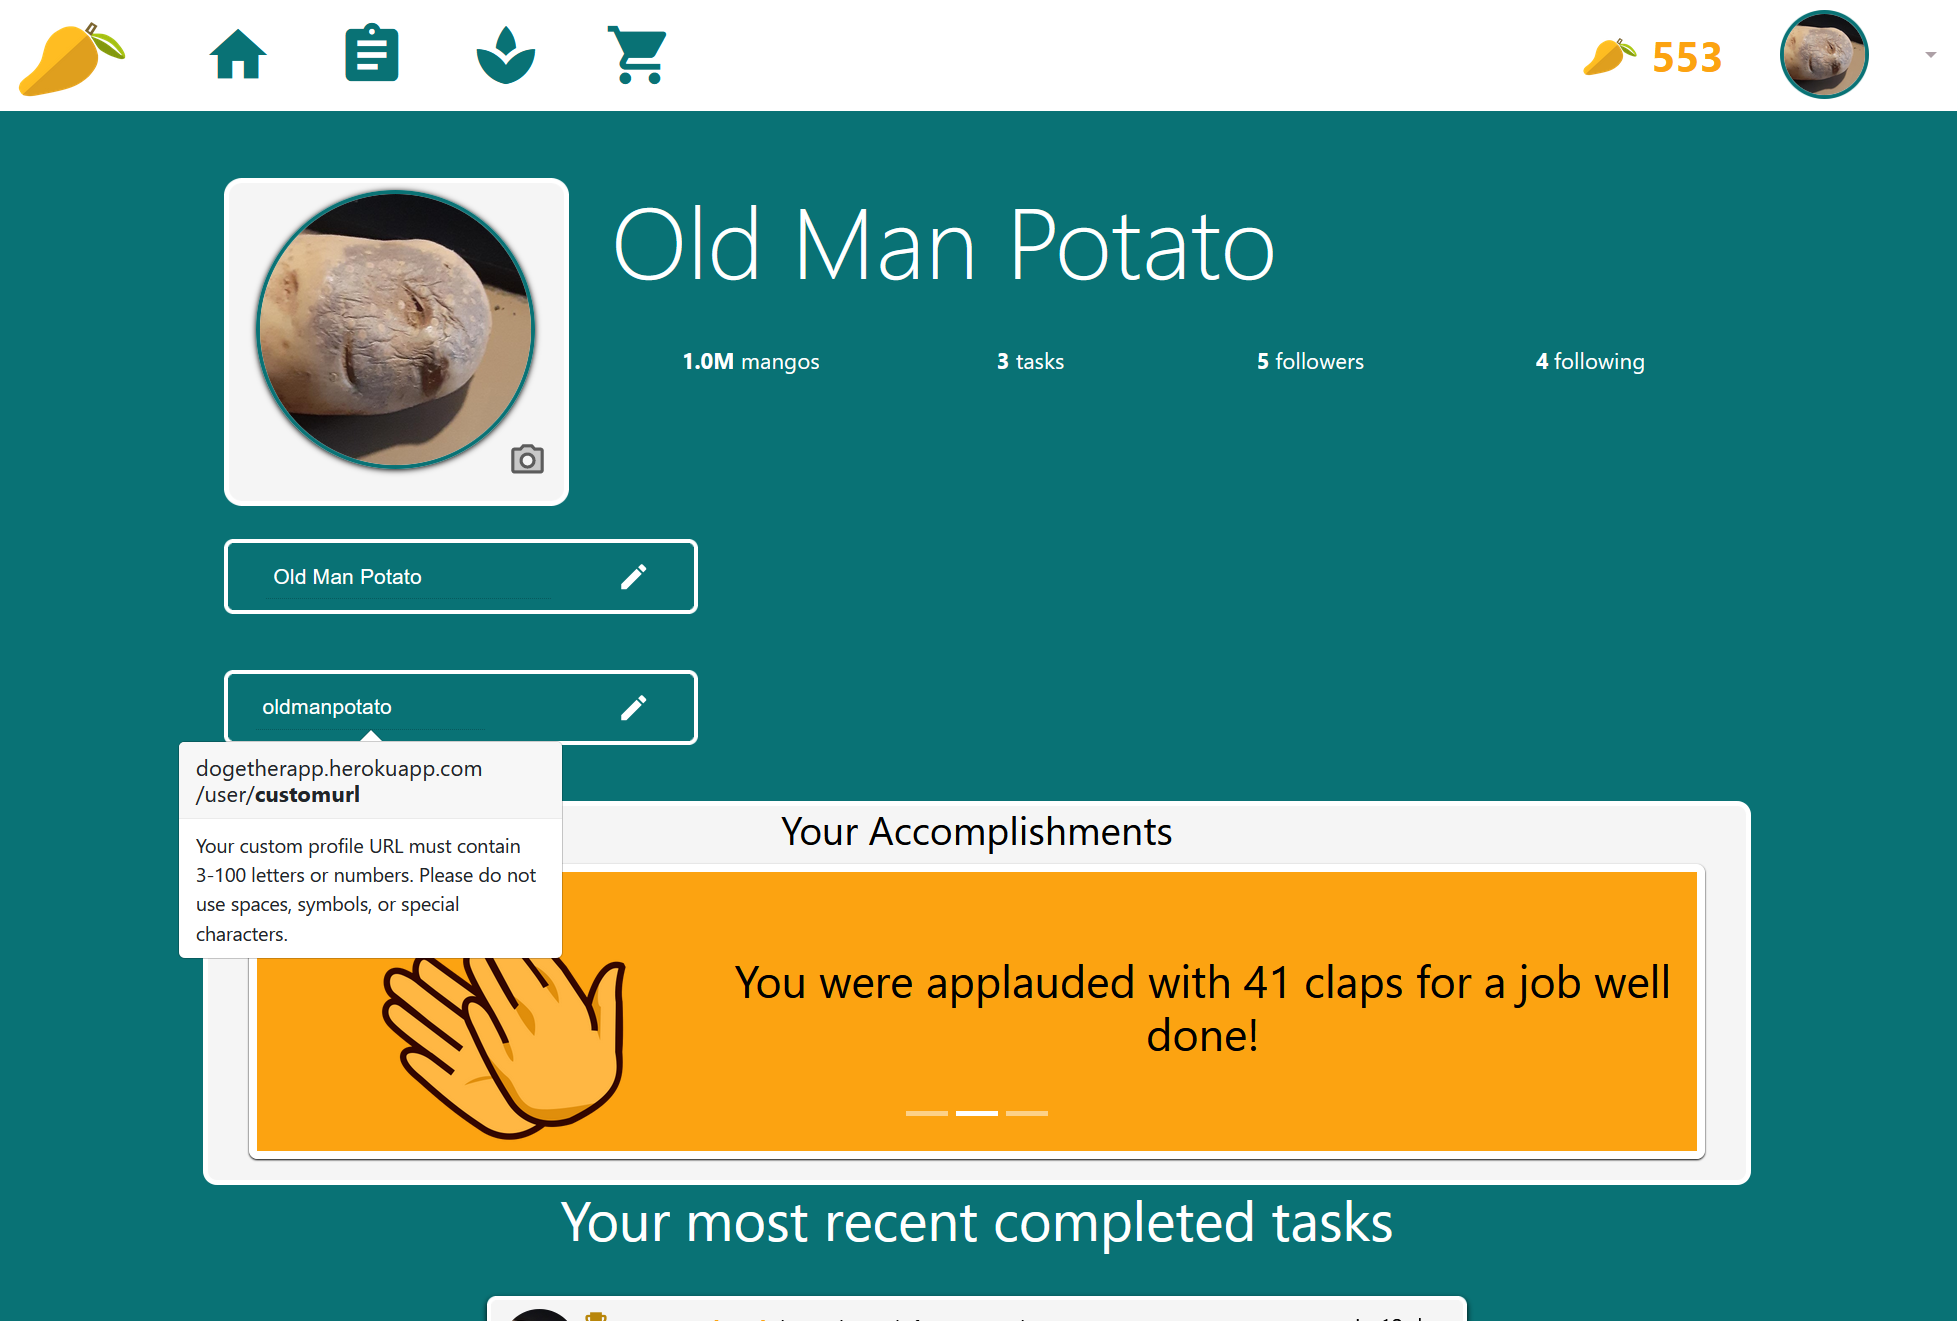 553
Old Man Potato
1.0M mangos
3 tasks
5 followers
4 following
Old Man Potato
oldmanpotato
dogetherapp.herokuapp.com
/user/customurl
Your custom profile URL must contain
3-100 letters or numbers. Please do not
use spaces, symbols, or special
characters.
Your Accomplishments
You were applauded with 41 claps for a job well
done!
Your most recent completed tasks